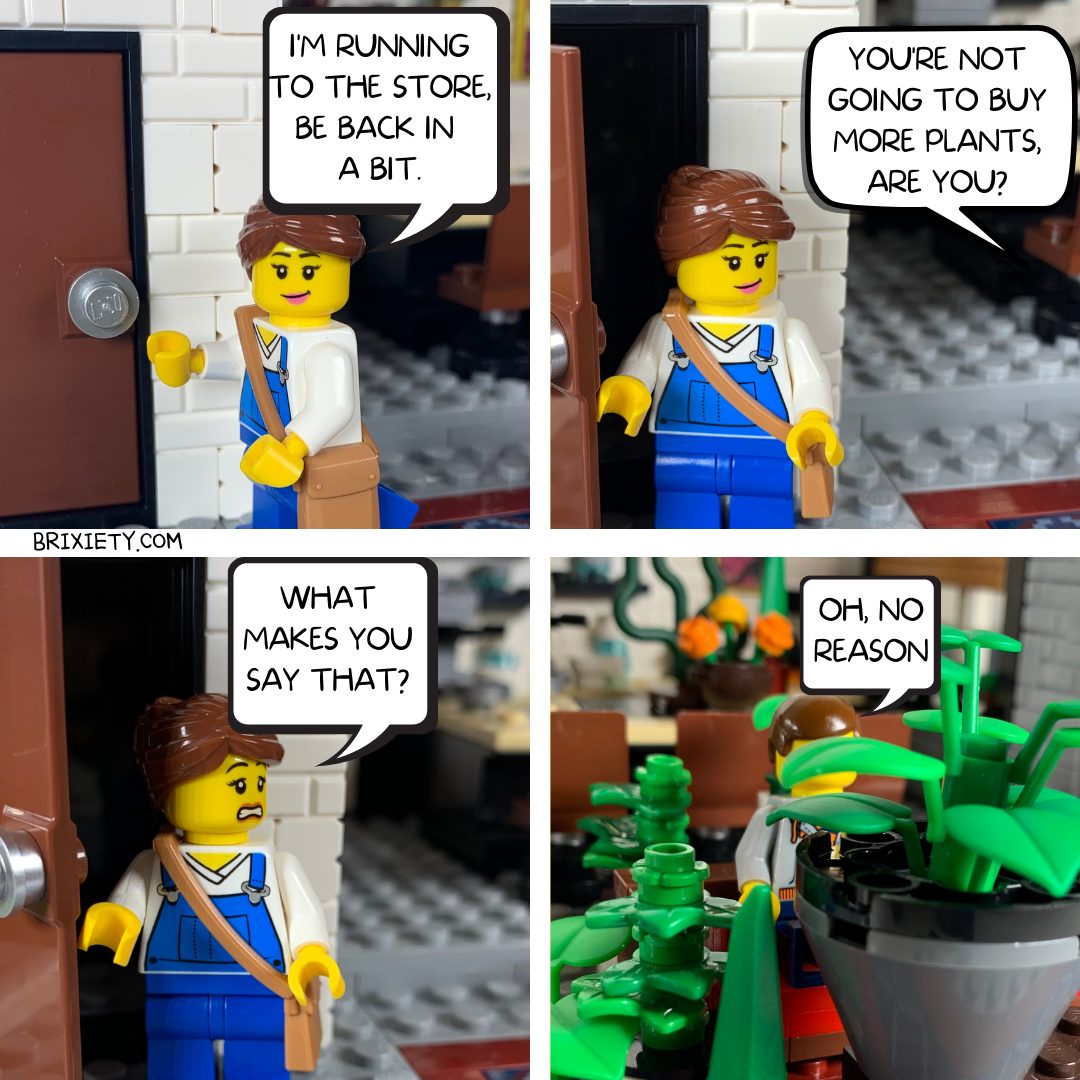 I'M RUNNING
TO THE STORE,
BE BACK IN
A BIT.
YOU'RE NOT
GOING TO BUY
MORE PLANTS,
ARE YOU?
BRIXIETY.COM
WHAT
MAKES YOU
SAY THAT?
OH, NO
REASON